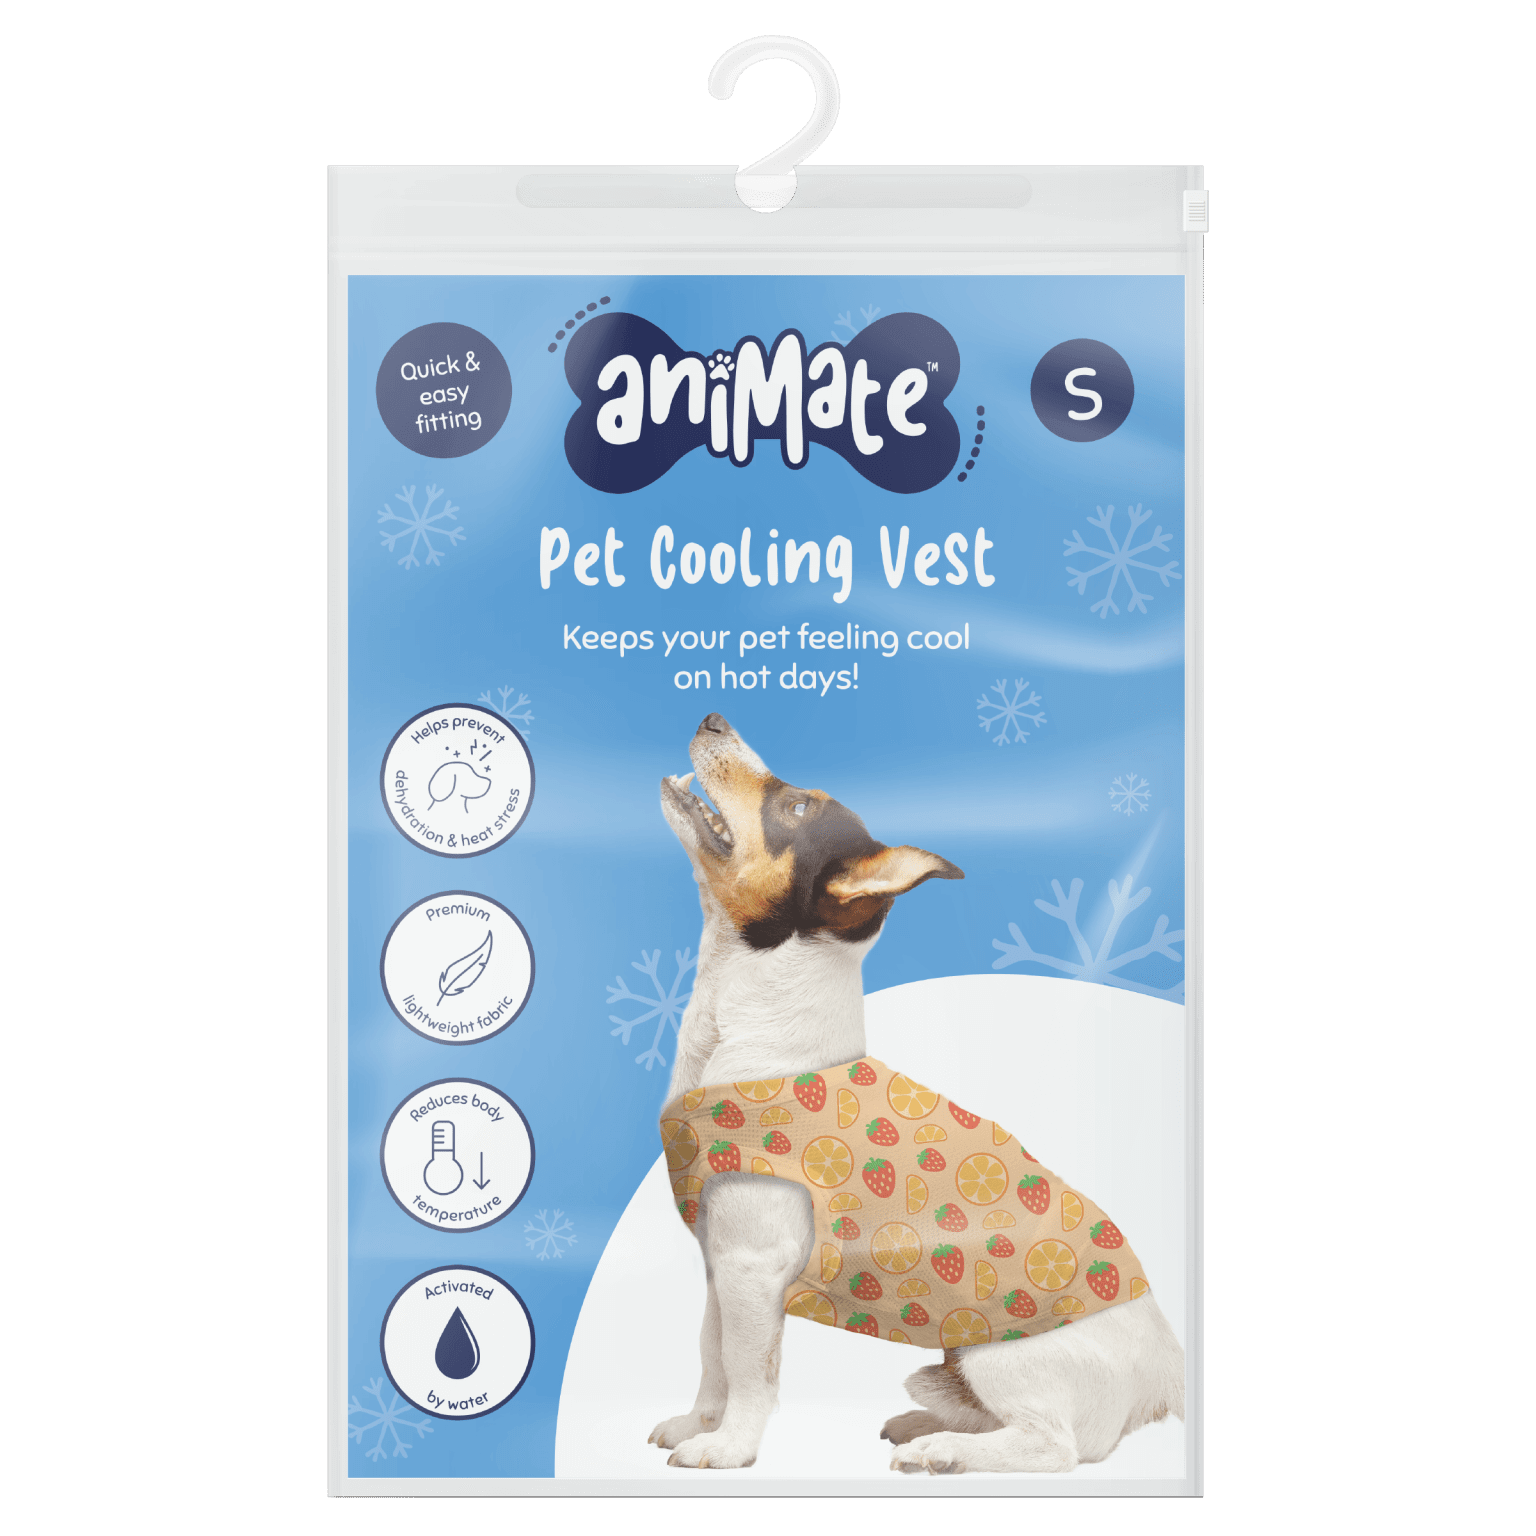 Quick &
easy
fitting
aniMate™
S
Pet Cooling Vest
Keeps your pet feeling cool
on hot days!
Helps prevent
dehydration & heat stress
Premium
lightweight fabric
Reduces body
temperature
Activated
by water